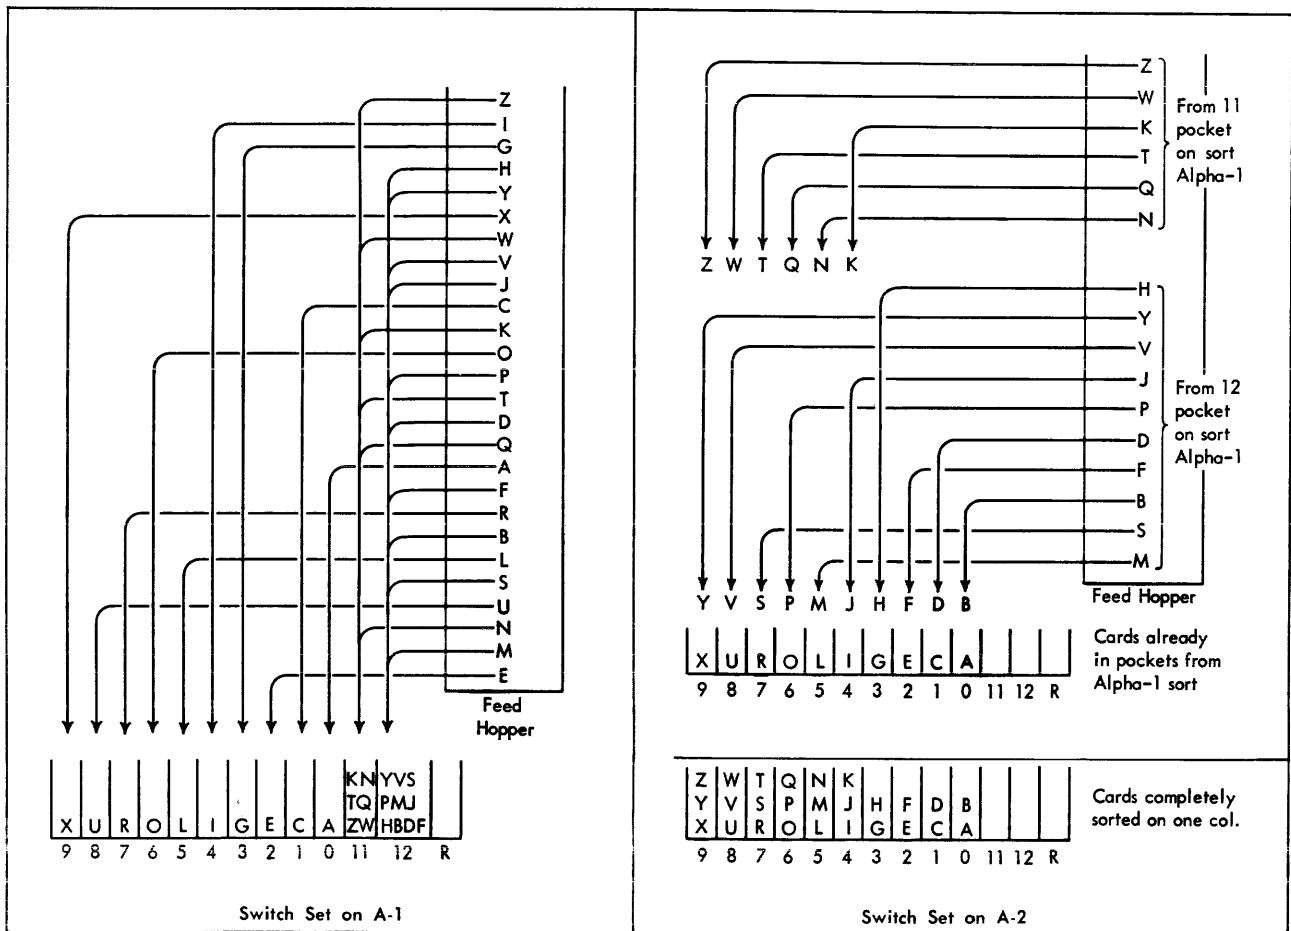 Z
I
G
H
Y
X
W
V
J
C
K
O
P
T
D
Q
A
F
R
B
L
S
U
N
M
E
Feed
Hopper
KN YVS
TQ PMJ
X U R O L I G E C A ZW HBDF
9 8 7 6 5 4 3 2 1 0 11 12 R
Switch Set on A-1
Z
W
K
T
Q
N
From 11
pocket
on sort
Alpha-1
Z W T Q N K
H
Y
V
J
P
D
F
B
S
M
From 12
pocket
on sort
Alpha-1
Y V S P M J H F D B
Feed Hopper
X U R O L I G E C A
9 8 7 6 5 4 3 2 1 0 11 12 R
Cards already
in pockets from
Alpha-1 sort
Z W T Q N K
Y V S P M J H F D B
X U R O L I G E C A
9 8 7 6 5 4 3 2 1 0 11 12 R
Cards completely
sorted on one col.
Switch Set on A-2